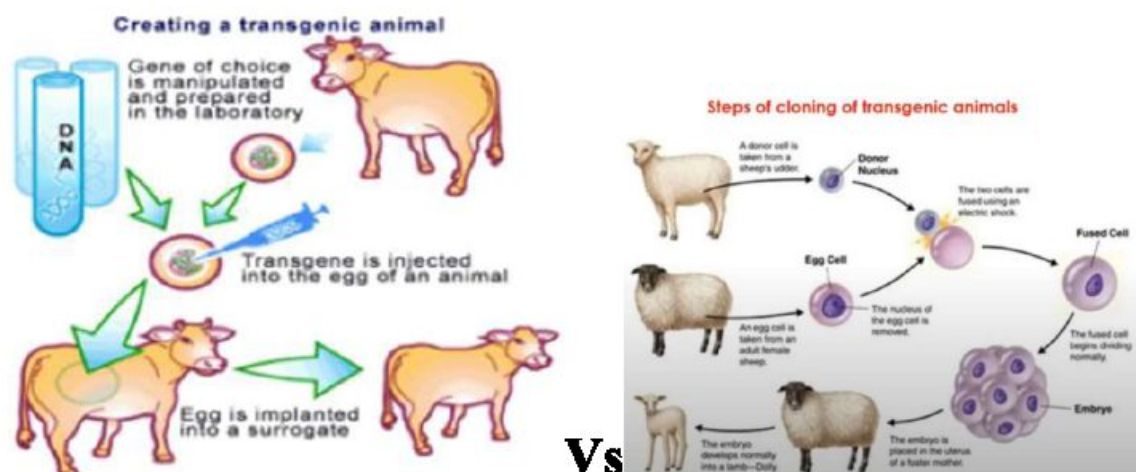 Creating a transgenic animal
Gene of choice
is manipulated
and prepared
in the laboratory
DNA
Transgene is injected
into the egg of an animal
Egg is implanted
into a surrogate
Vs
Steps of cloning of transgenic animals
A donor cell is
taken from a
sheep's udder.
Donor
Nucleus
The two cells are
fused using an
electric shock.
Fused Cell
Egg Cell
An egg cell is
taken from an
adult female
sheep.
The nucleus of
the egg cell is
removed.
The fused cell
begins dividing
normally.
Embryo
The embryo is
placed in the uterus
of a foster mother.
The embryo
develops normally
into a lamb—Dolly